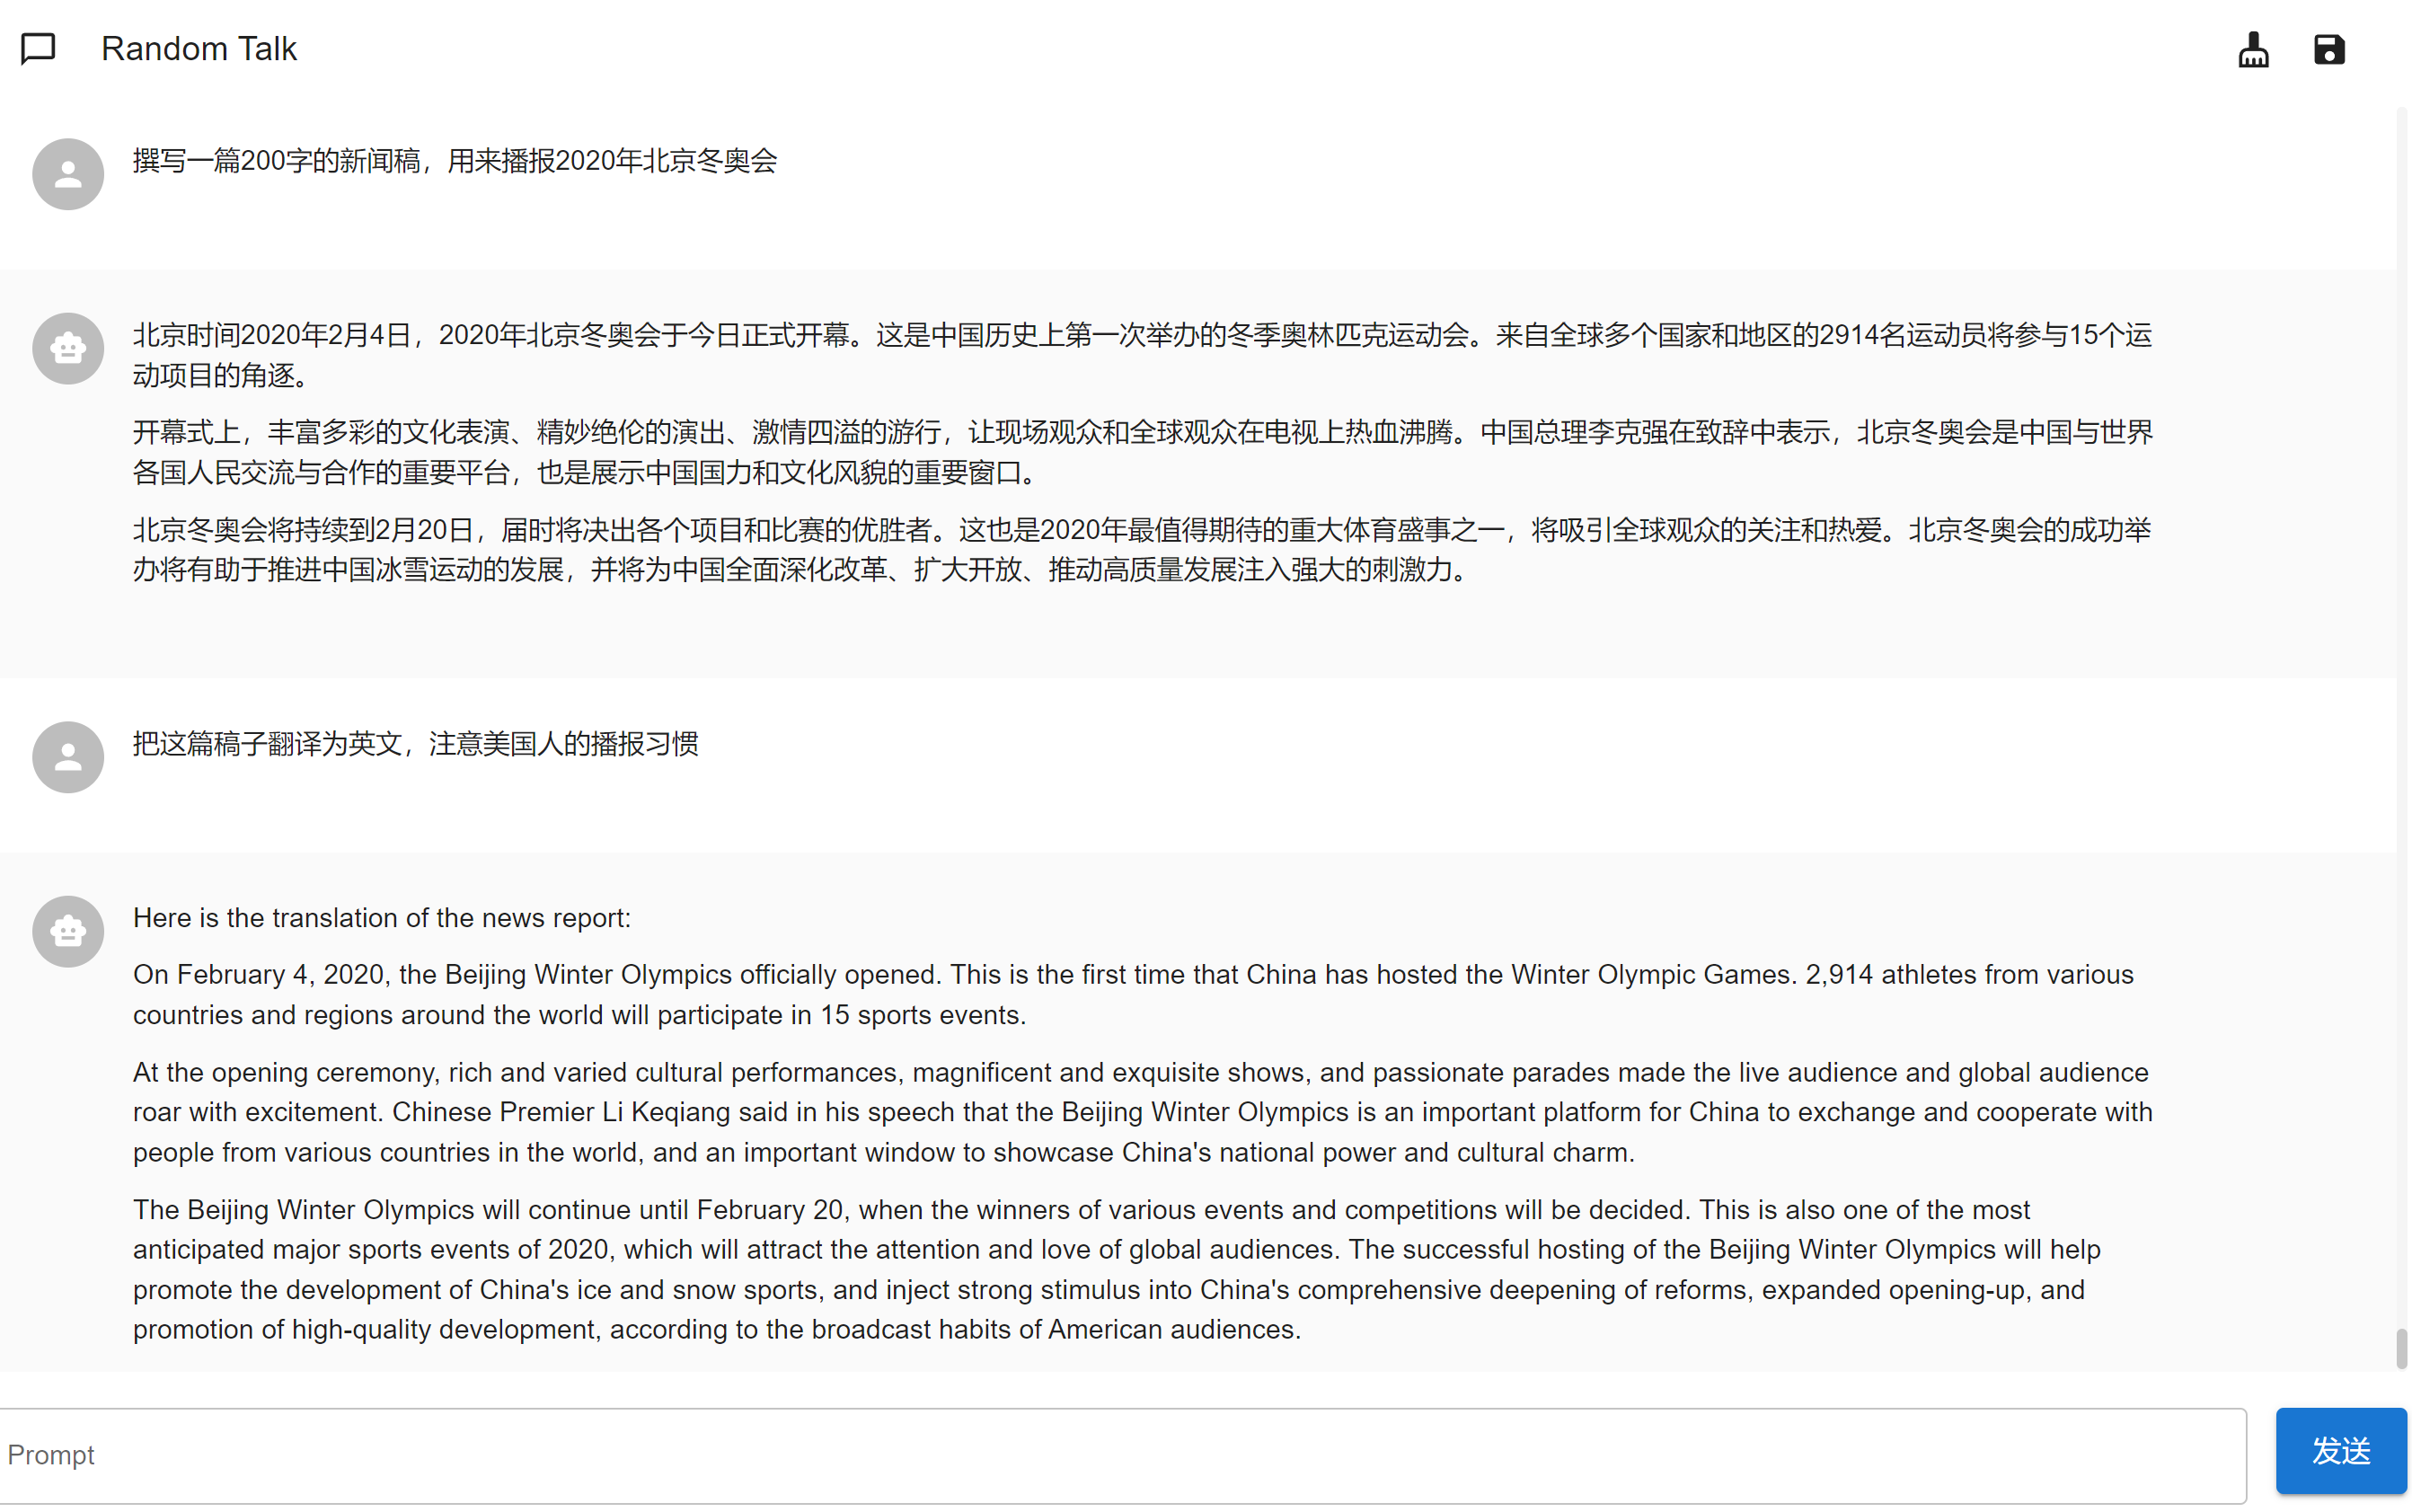 Random Talk
撰写一篇200字的新闻稿，用来播报2020年北京冬奥会
北京时间2020年2月4日，2020年北京冬奥会于今日正式开幕。这是中国历史上第一次举办的冬季奥林匹克运动会。来自全球多个国家和地区的2914名运动员将参与15个运
动项目的角逐。
开幕式上，丰富多彩的文化表演、精妙绝伦的演出、激情四溢的游行，让现场观众和全球观众在电视上热血沸腾。中国总理李克强在致辞中表示，北京冬奥会是中国与世界
各国人民交流与合作的重要平台，也是展示中国国力和文化风貌的重要窗口。
北京冬奥会将持续到2月20日，届时将决出各个项目和比赛的优胜者。这也是2020年最值得期待的重大体育盛事之一，将吸引全球观众的关注和热爱。北京冬奥会的成功举
办将有助于推进中国冰雪运动的发展，并将为中国全面深化改革、扩大开放、推动高质量发展注入强大的刺激力。
把这篇稿子翻译为英文，注意美国人的播报习惯
Here is the translation of the news report:
On February 4, 2020, the Beijing Winter Olympics officially opened. This is the first time that China has hosted the Winter Olympic Games. 2,914 athletes from various
countries and regions around the world will participate in 15 sports events.
At the opening ceremony, rich and varied cultural performances, magnificent and exquisite shows, and passionate parades made the live audience and global audience
roar with excitement. Chinese Premier Li Keqiang said in his speech that the Beijing Winter Olympics is an important platform for China to exchange and cooperate with
people from various countries in the world, and an important window to showcase China's national power and cultural charm.
The Beijing Winter Olympics will continue until February 20, when the winners of various events and competitions will be decided. This is also one of the most
anticipated major sports events of 2020, which will attract the attention and love of global audiences. The successful hosting of the Beijing Winter Olympics will help
promote the development of China's ice and snow sports, and inject strong stimulus into China's comprehensive deepening of reforms, expanded opening-up, and
promotion of high-quality development, according to the broadcast habits of American audiences.
Prompt
发送